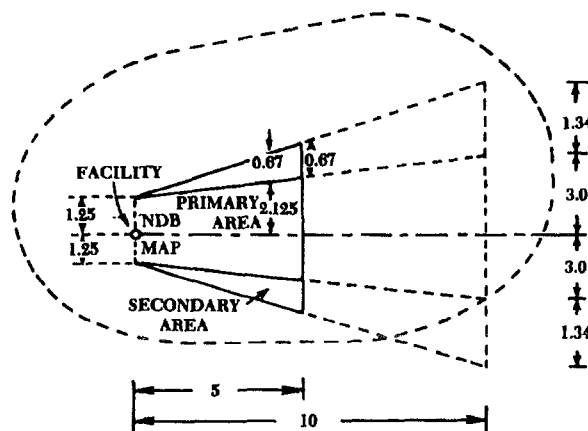 1.34
FACILITY
0.67
0.67
3.0
1.25
NDB
PRIMARY
AREA
2.125
1.25
MAP
3.0
SECONDARY
AREA
1.34
5
10